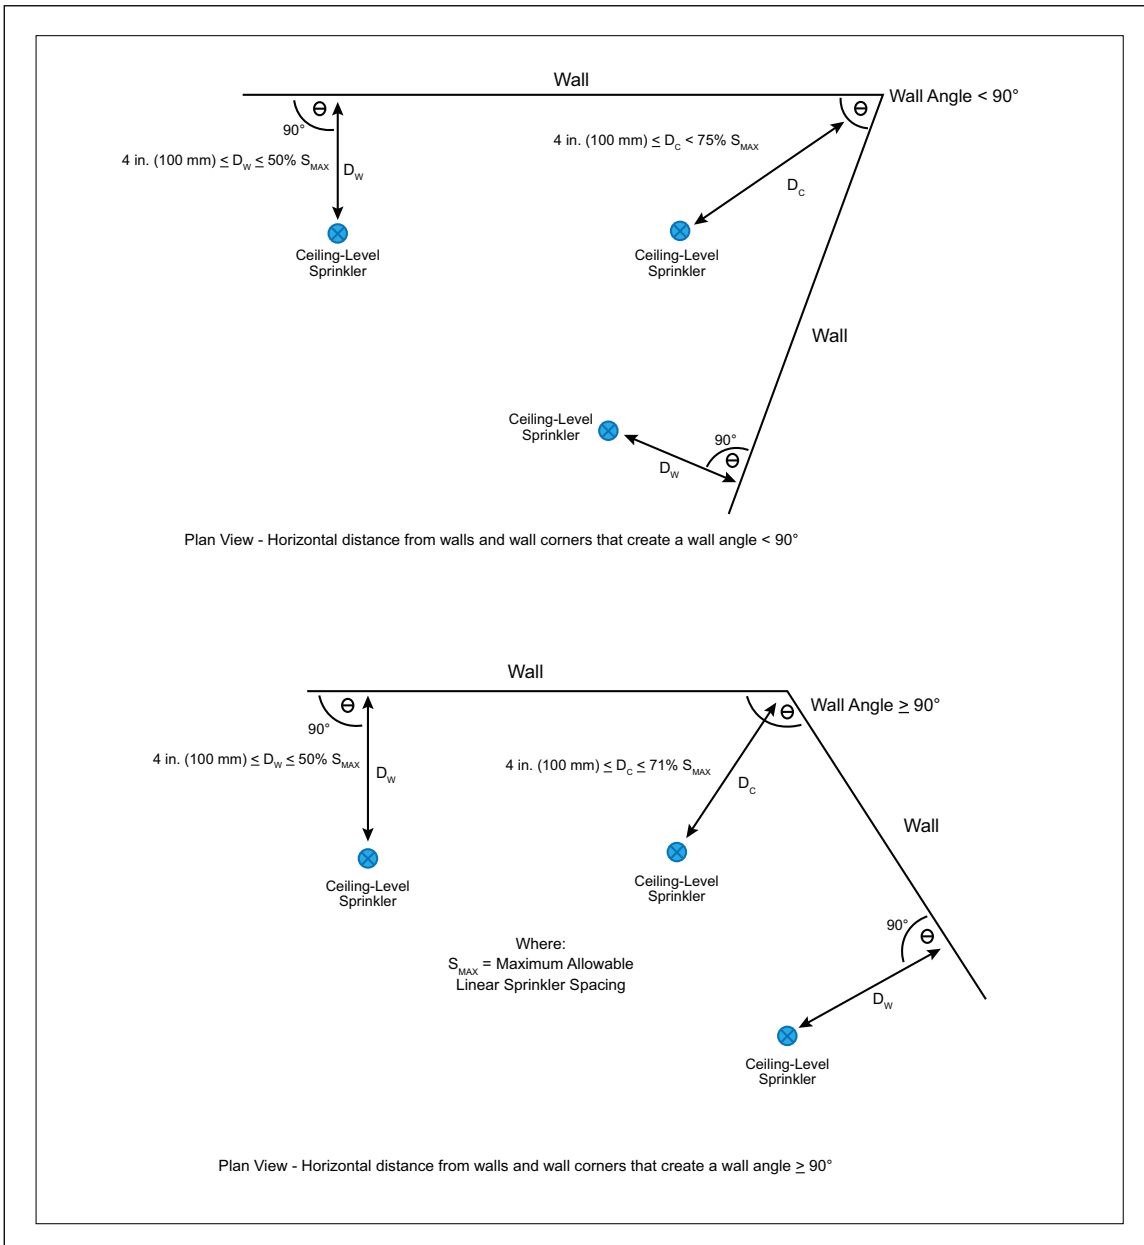 Wall
Wall Angle < 90°
Ɵ
Ɵ
90°
4 in. (100 mm) ≤ D_W ≤ 50% S_MAX
D_W
4 in. (100 mm) ≤ D_C < 75% S_MAX
D_C
Ceiling-Level
Sprinkler
Ceiling-Level
Sprinkler
Wall
Ceiling-Level
Sprinkler
90°
Ɵ
D_W
Plan View - Horizontal distance from walls and wall corners that create a wall angle < 90°
Wall
Ɵ
Ɵ
Wall Angle ≥ 90°
90°
4 in. (100 mm) ≤ D_W ≤ 50% S_MAX
D_W
4 in. (100 mm) ≤ D_C ≤ 71% S_MAX
D_C
Wall
Ceiling-Level
Sprinkler
Ceiling-Level
Sprinkler
90°
Ɵ
Where:
S_MAX = Maximum Allowable
Linear Sprinkler Spacing
D_W
Ceiling-Level
Sprinkler
Plan View - Horizontal distance from walls and wall corners that create a wall angle ≥ 90°